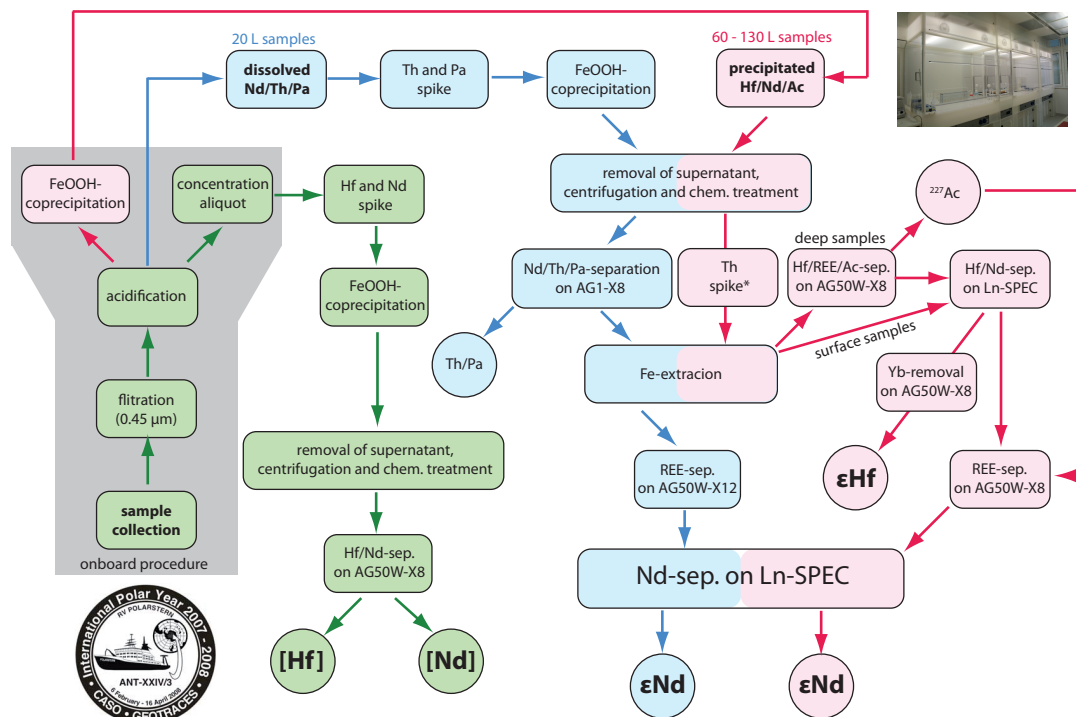 20 L samples
60 - 130 L samples
dissolved
Nd/Th/Pa
Th and Pa
spike
FeOOH-
coprecipitation
precipitated
Hf/Nd/Ac
FeOOH-
coprecipitation
concentration
aliquot
Hf and Nd
spike
removal of supernatant,
centrifugation and chem. treatment
227Ac
deep samples
acidification
FeOOH-
coprecipitation
Nd/Th/Pa-separation
on AG1-X8
Th
spike*
Hf/REE/Ac-sep.
on AG50W-X8
Hf/Nd-sep.
on Ln-SPEC
surface samples
Th/Pa
Fe-extracion
Yb-removal
on AG50W-X8
flitration
(0.45 µm)
removal of supernatant,
centrifugation and chem. treatment
REE-sep.
on AG50W-X12
εHf
REE-sep.
on AG50W-X8
sample
collection
onboard procedure
Hf/Nd-sep.
on AG50W-X8
Nd-sep. on Ln-SPEC
[Hf]
[Nd]
εNd
εNd
International Polar Year 2007 - 2008
RV POLARSTERN
ANT-XXIV/3
6 February - 16 April 2008
• CASO • GEOTRACES •